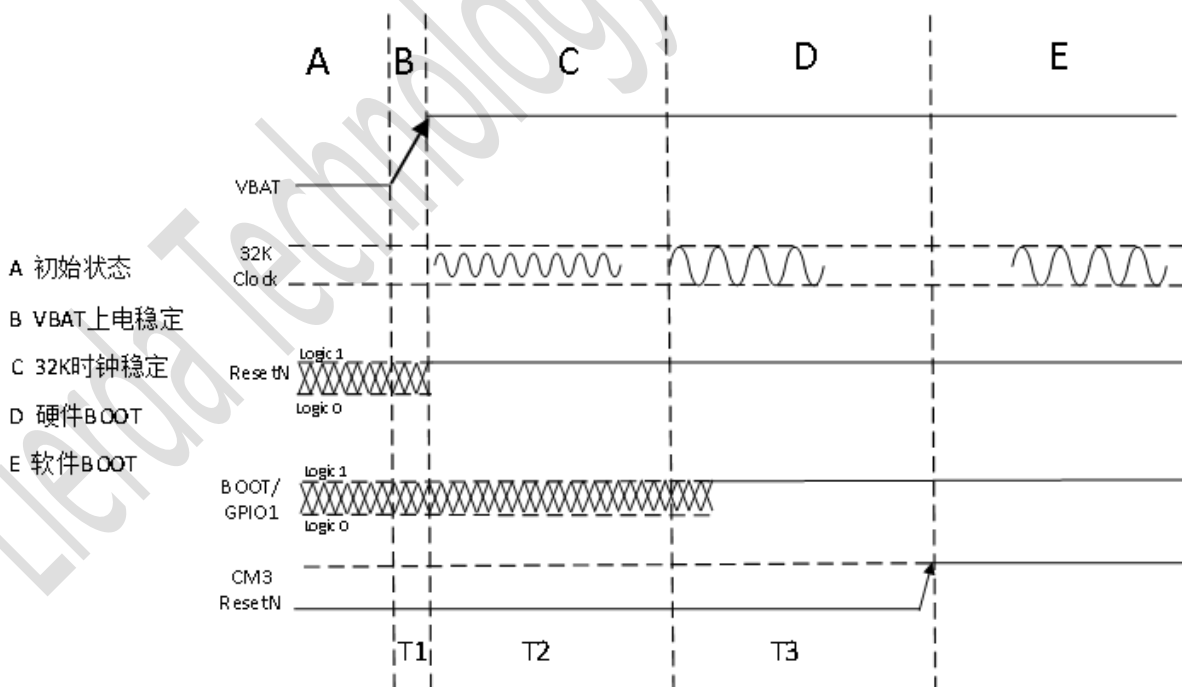 Lierda Technology
A B C D E
VBAT
32K
Clock
A 初始状态
B VBAT上电稳定
C 32K时钟稳定
D 硬件BOOT
E 软件BOOT
Logic 1
ResetN
Logic 0
Logic 1
BOOT/
GPIO1
Logic 0
CM3
ResetN
T1 T2 T3